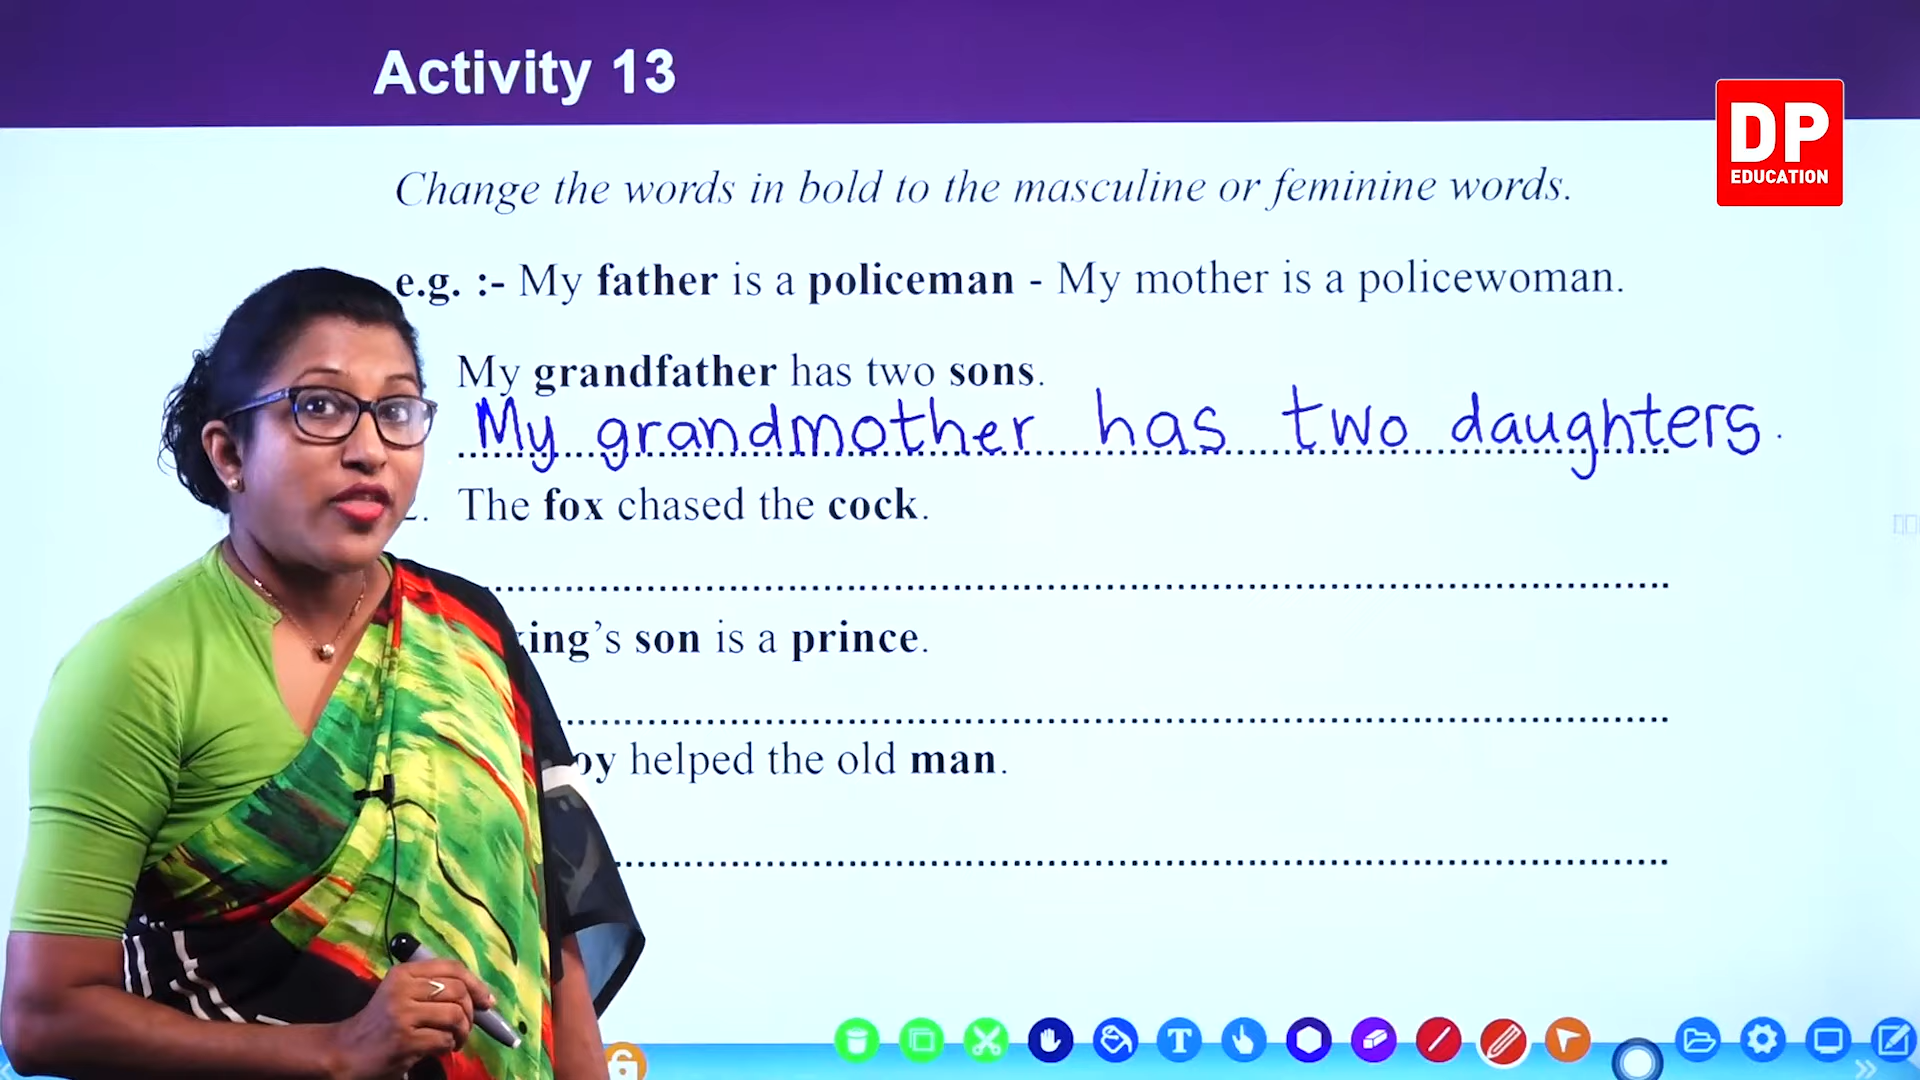 Activity 13
DP
EDUCATION
Change the words in bold to the masculine or feminine words.
e.g. :- My father is a policeman - My mother is a policewoman.
My grandfather has two sons.
My grandmother has two daughters.
The fox chased the cock.
's son is a prince.
helped the old man.